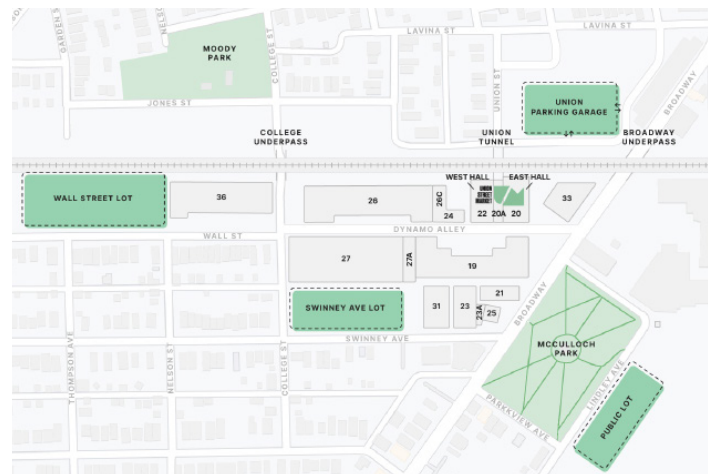 GARDEN ST
NELSON
COLLEGE ST
LAVINA ST
LAVINA ST
MOODY
PARK
UNION ST
BROADWAY
JONES ST
UNION
PARKING GARAGE
COLLEGE
UNDERPASS
UNION
TUNNEL
BROADWAY
UNDERPASS
WEST HALL
EAST HALL
WALL STREET LOT
36
26
26C
24
UNION
STREET
MARKET
22
20A
20
33
WALL ST
DYNAMO ALLEY
27
27A
19
SWINNEY AVE LOT
31
23
23A
21
25
BROADWAY
SWINNEY AVE
MCCULLOCH
PARK
THOMPSON AVE
NELSON ST
COLLEGE ST
PARKVIEW AVE
LINDLEY AVE
PUBLIC LOT